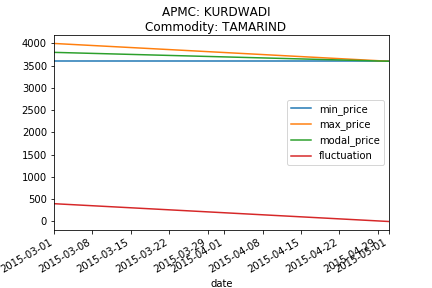 APMC: KURDWADI
Commodity: TAMARIND
4000
3500
3000
2500
2000
1500
1000
500
0
min_price
max_price
modal_price
fluctuation
2015-03-01
2015-03-08
2015-03-15
2015-03-22
2015-03-29
2015-04-01
2015-04-08
2015-04-15
2015-04-22
2015-04-29
2015-05-01
date